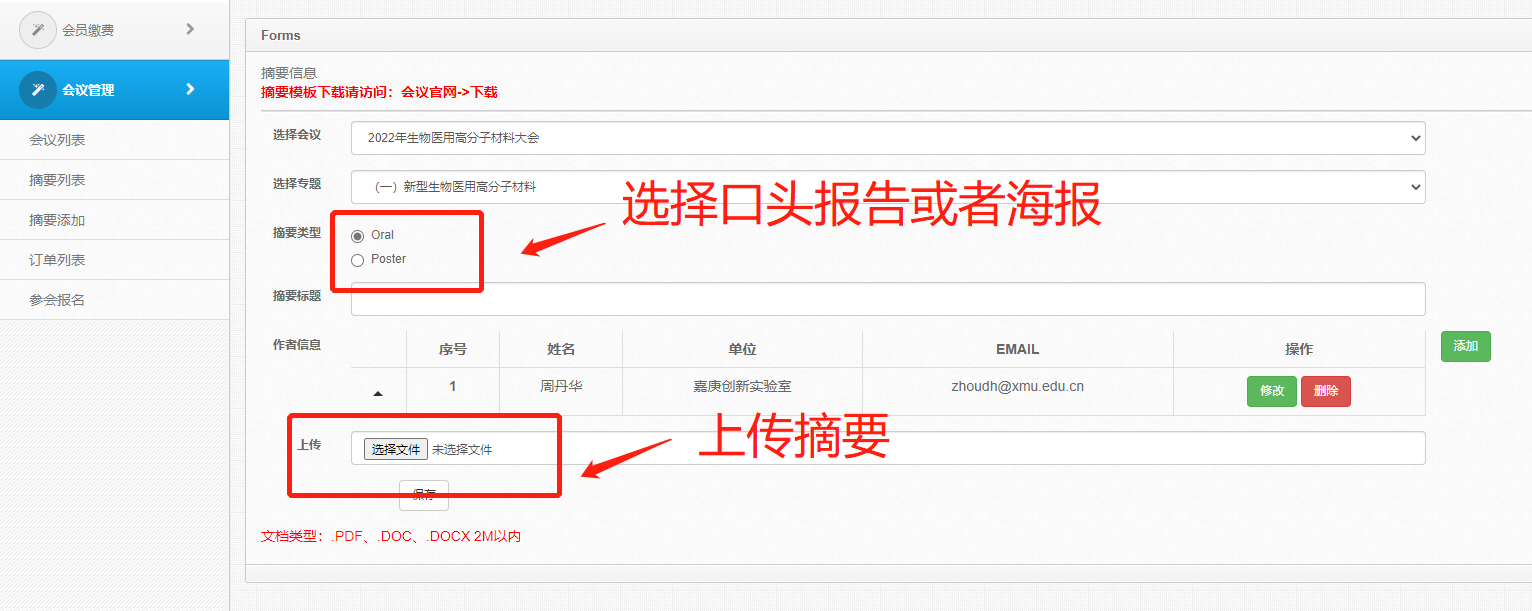 会员缴费
会议管理
会议列表
摘要列表
摘要添加
订单列表
参会报名
Forms
摘要信息
摘要模板下载请访问：会议官网->下载
选择会议
2022年生物医用高分子材料大会
选择专题
（一）新型生物医用高分子材料
选择口头报告或者海报
摘要类型
Oral
Poster
摘要标题
作者信息
序号 姓名 单位 EMAIL 操作
添加
1 周丹华 嘉庚创新实验室 zhoudh@xmu.edu.cn 修改 删除
上传摘要
上传
选择文件 未选择文件
保存
文档类型：.PDF、.DOC、.DOCX 2M以内